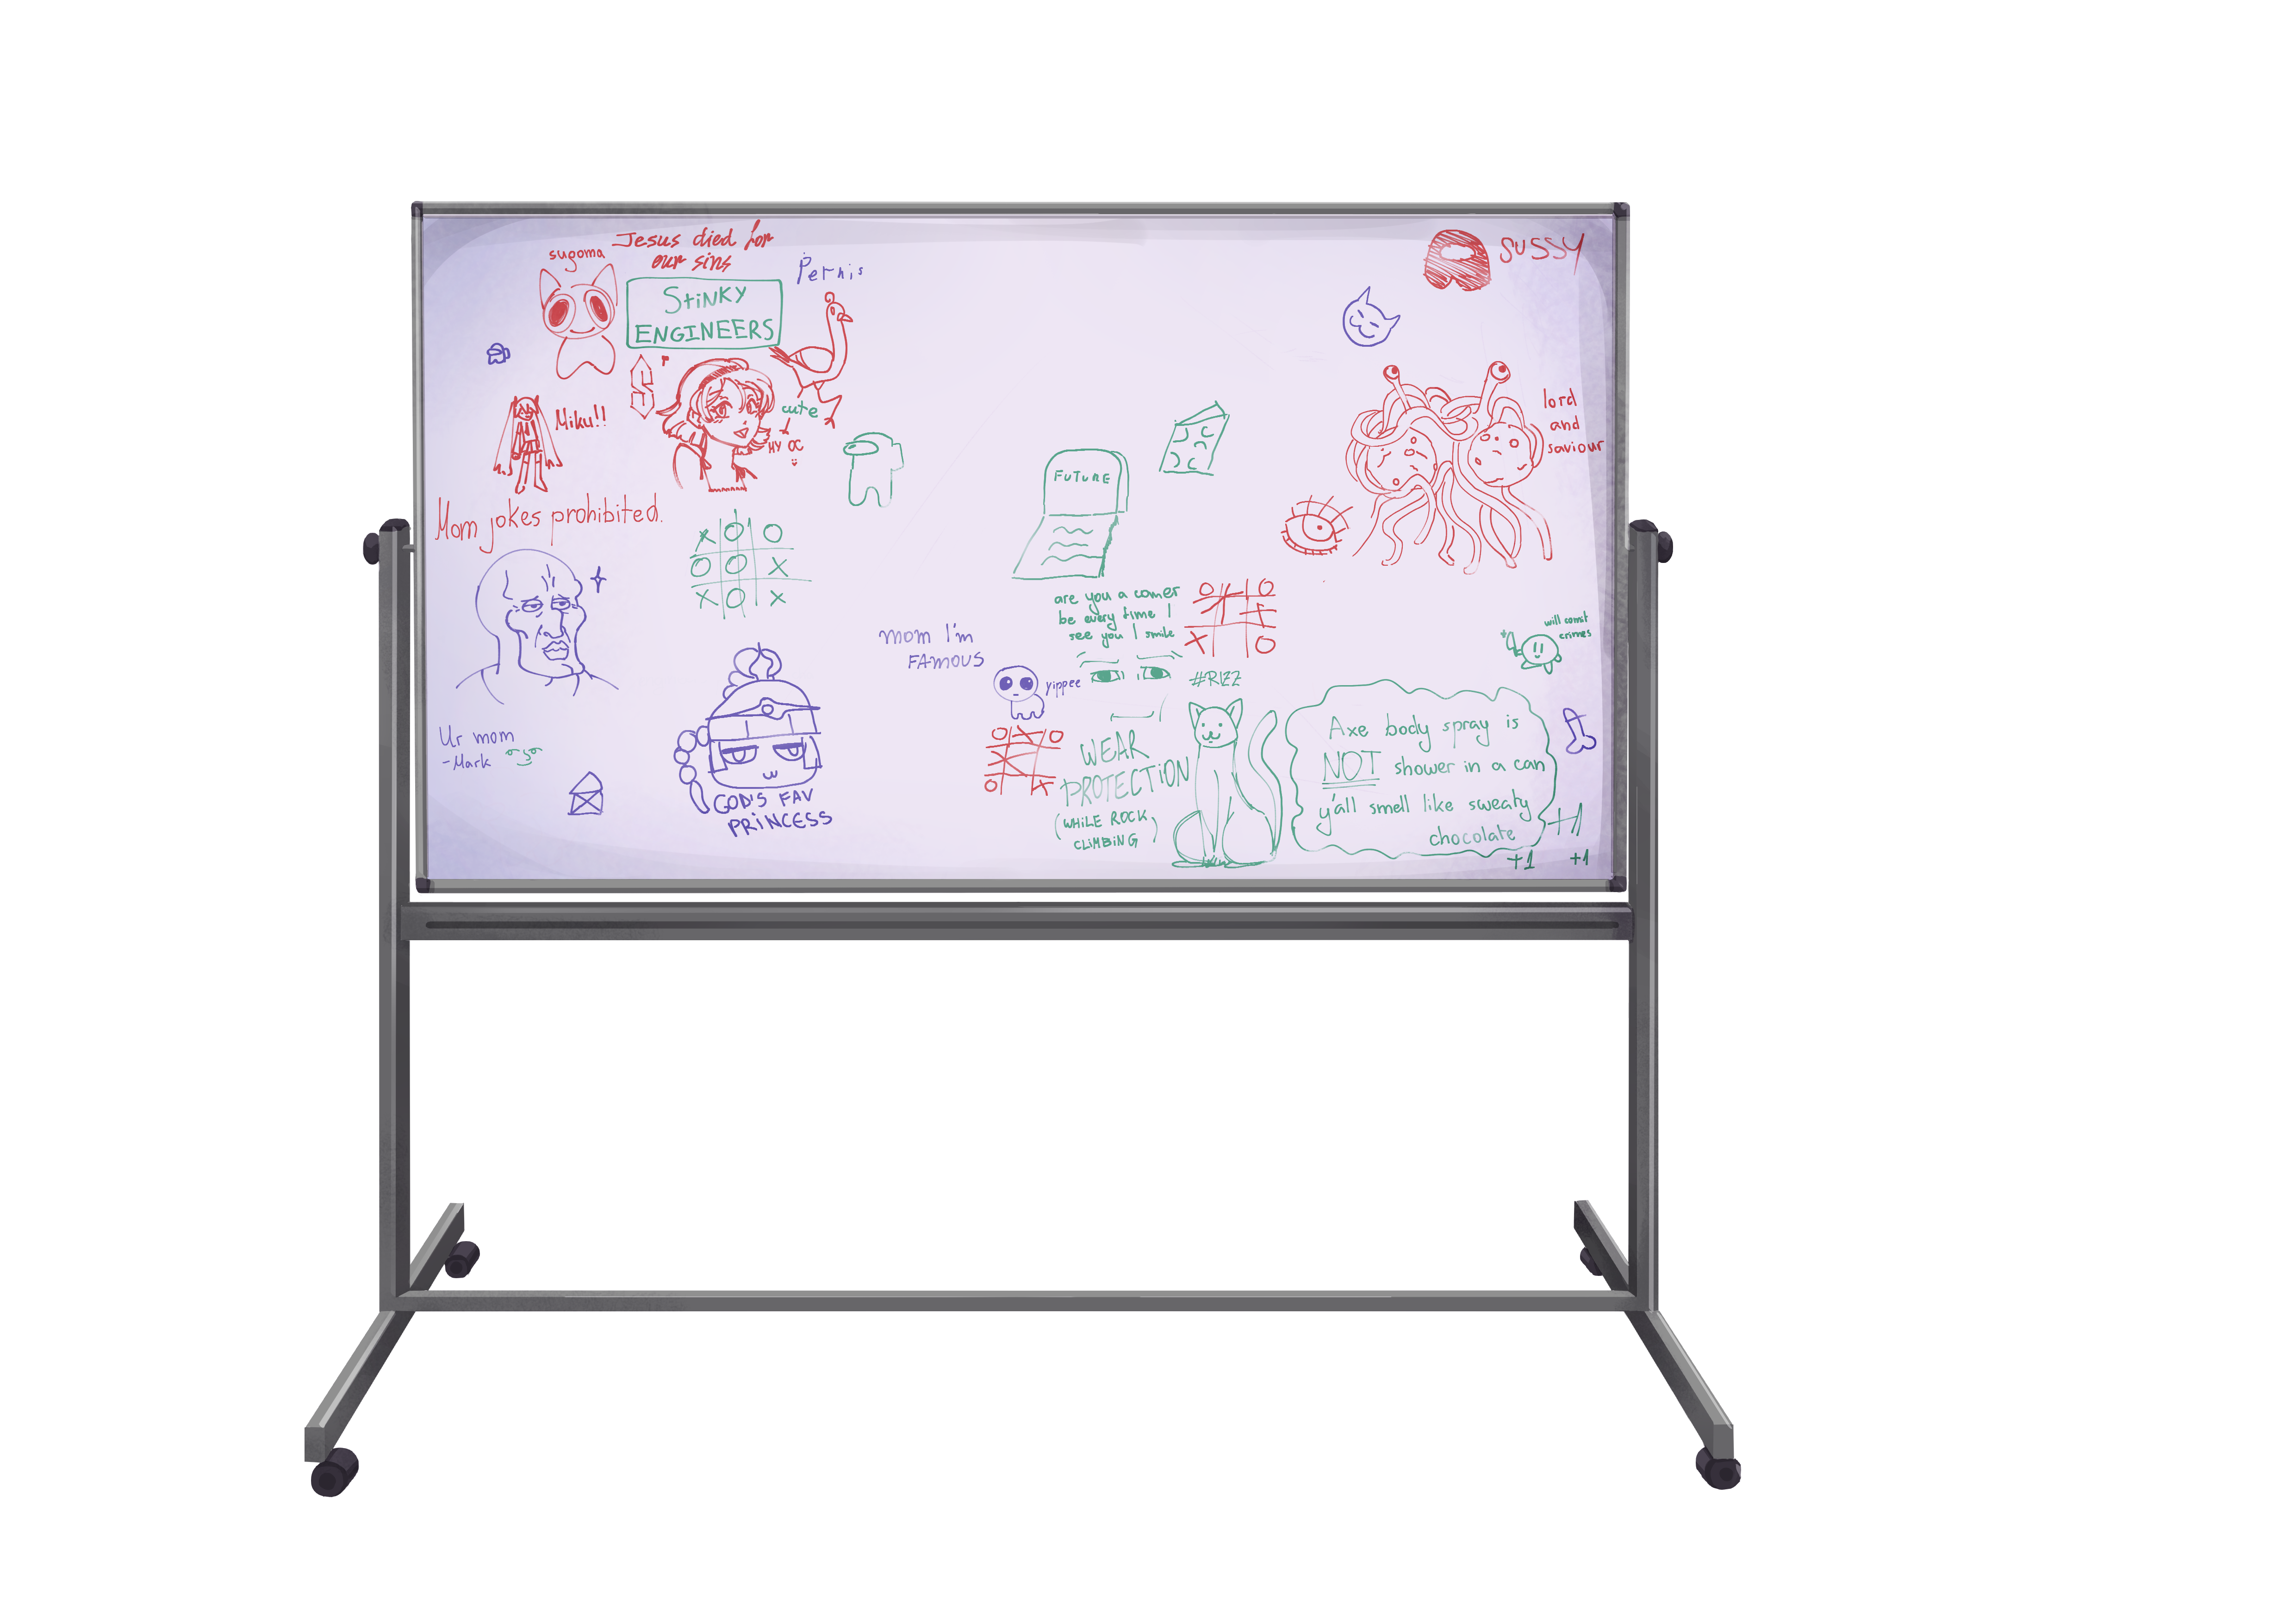 Jesus died for
our sins
sugoma
STiNKY
ENGINEERS
Pernis
SUSSY
cute
MY OC
Miku!!
lord
and
saviour
FUTURE
Mom jokes prohibited.
X O O
O O X
X O X
are you a comer
be every time I
see you I smile
O O
X O
will comit
crimes
mom I'm
FAMOUS
yippee
#RIZZ
Ur mom
-Mark
GOD'S FAV
PRINCESS
O X O
X
O X
WEAR
PROTECTION
(WHILE ROCK
CLIMBING)
Axe body spray is
NOT shower in a can
y'all smell like sweaty
chocolate
+1
+1
+1